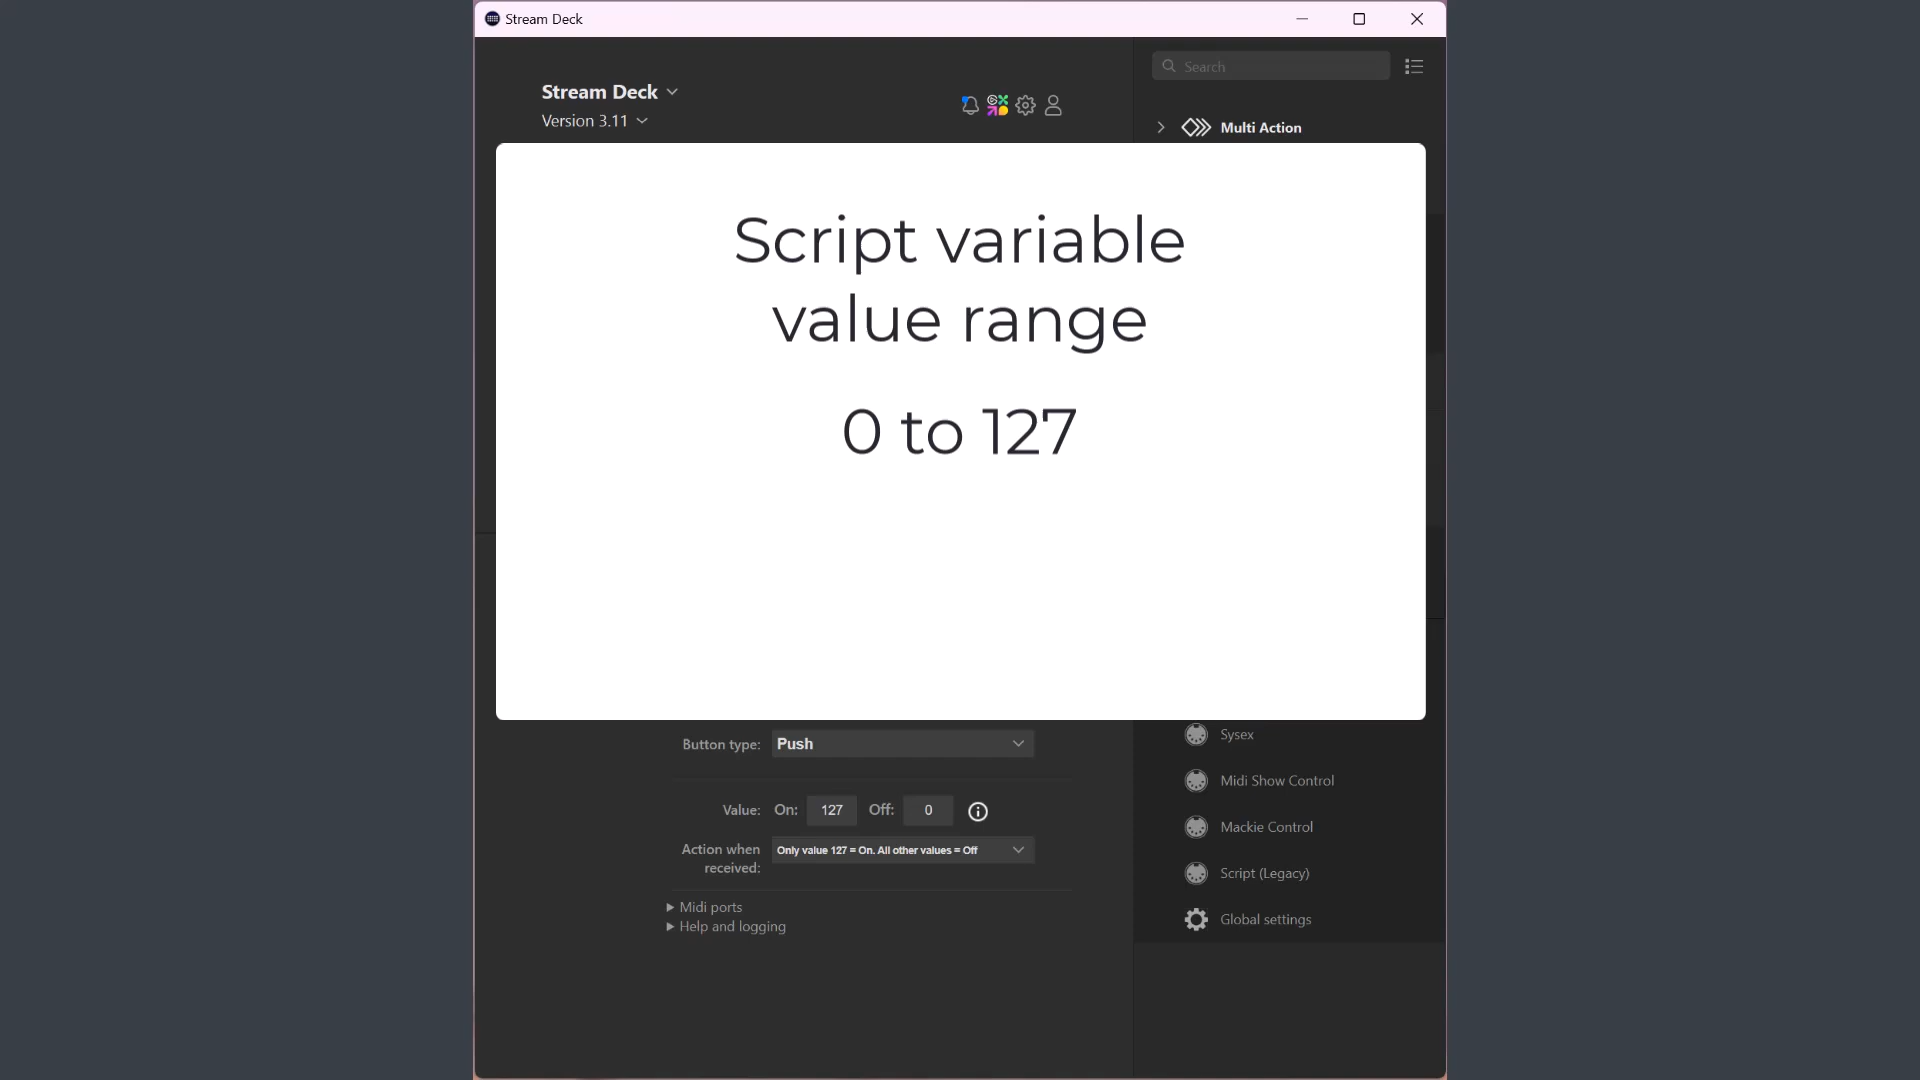 Stream Deck
Search
Stream Deck
Version 3.11
Multi Action
Script variable
value range
0 to 127
Button type: Push
Sysex
Midi Show Control
Value: On: 127 Off: 0
Mackie Control
Action when
received:
Only value 127 = On. All other values = Off
Script (Legacy)
Midi ports
Help and logging
Global settings